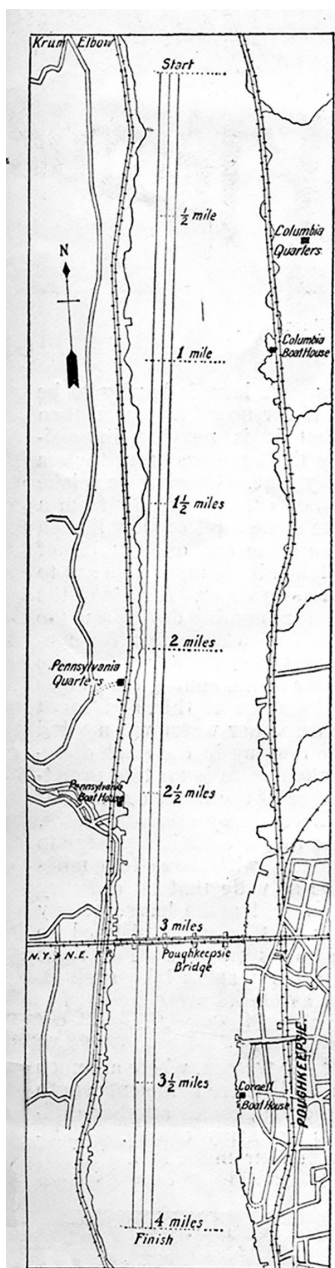 Krum Elbow
Start
½ mile
Columbia
Quarters
N
Columbia
Boat House
1 mile
1½ miles
2 miles
Pennsylvania
Quarters
Pennsylvania
Boat House
2½ miles
3 miles
N.Y. & N.E. R.R.
Poughkeepsie
Bridge
POUGHKEEPSIE
3½ miles
Cornell
Boat House
4 miles
Finish